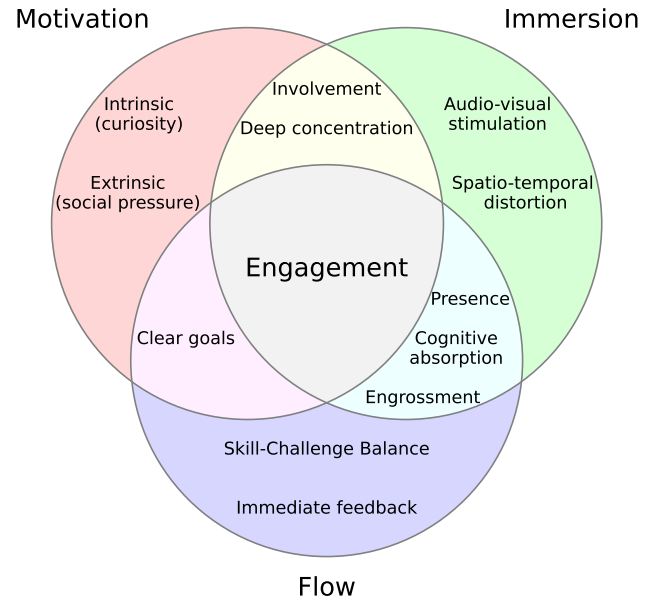 Motivation
Immersion
Involvement
Intrinsic
(curiosity)
Audio-visual
stimulation
Deep concentration
Extrinsic
(social pressure)
Spatio-temporal
distortion
Engagement
Presence
Clear goals
Cognitive
absorption
Engrossment
Skill-Challenge Balance
Immediate feedback
Flow